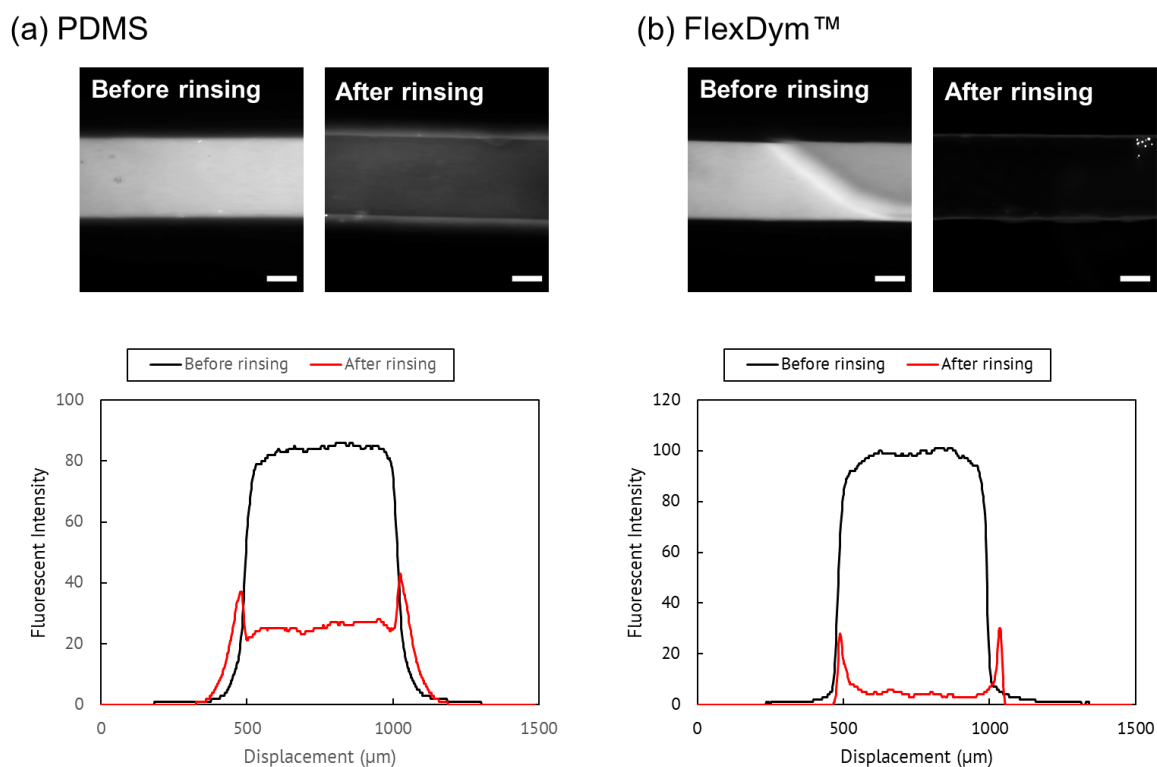 (a) PDMS
(b) FlexDym™
Before rinsing
After rinsing
Before rinsing
After rinsing
Before rinsing
After rinsing
100
80
60
40
20
0
Fluorescent Intensity
0
500
1000
1500
Displacement (µm)
Before rinsing
After rinsing
120
100
80
60
40
20
0
Fluorescent Intensity
0
500
1000
1500
Displacement (µm)